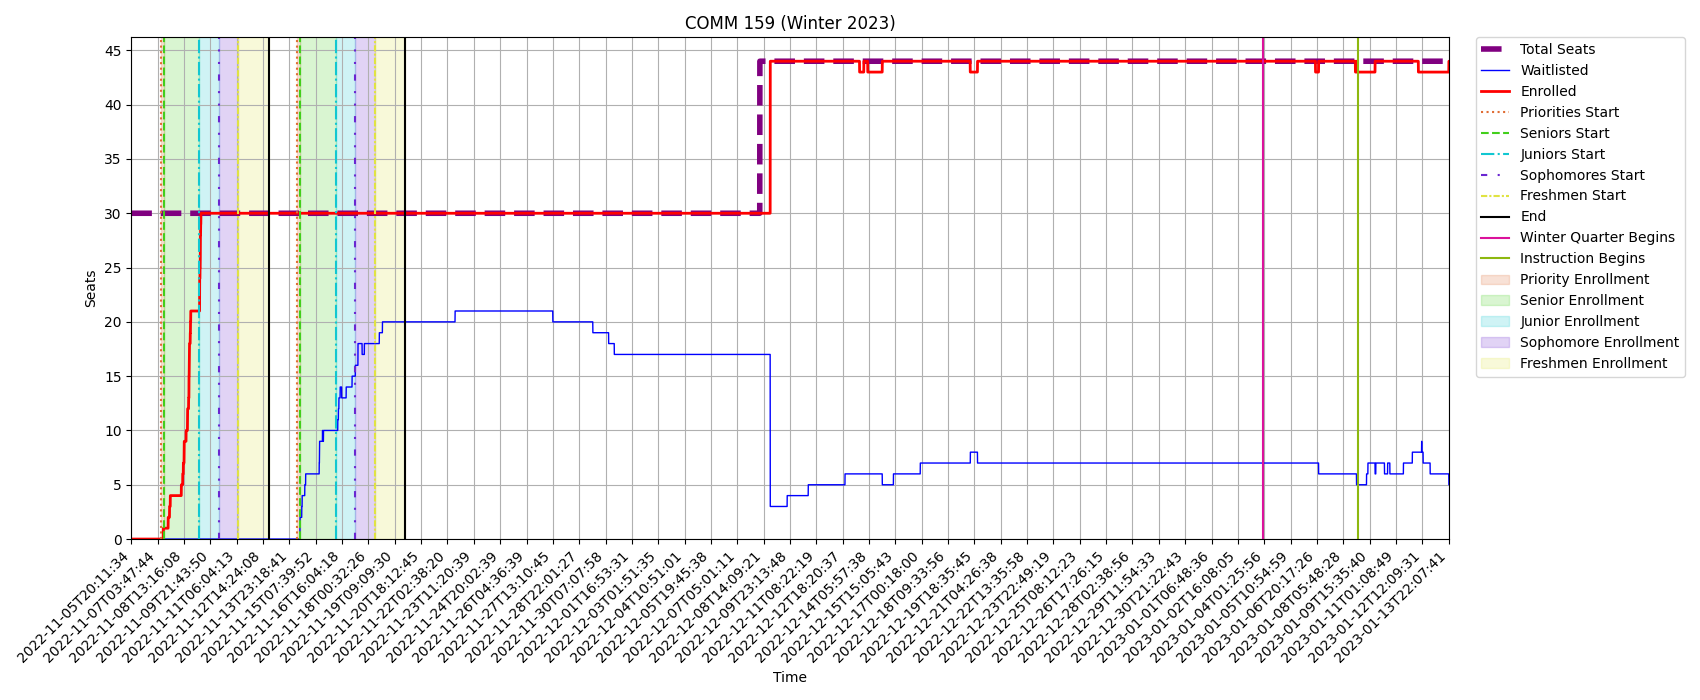 COMM 159 (Winter 2023)
45
40
35
30
25
20
15
10
5
0
Seats
2022-11-05T20:11:34
2022-11-07T03:47:44
2022-11-08T13:16:08
2022-11-09T21:43:50
2022-11-11T06:04:13
2022-11-12T14:24:08
2022-11-13T23:18:41
2022-11-15T07:39:52
2022-11-16T16:04:18
2022-11-18T00:32:26
2022-11-19T09:09:30
2022-11-20T18:12:45
2022-11-22T02:38:20
2022-11-23T11:20:39
2022-11-24T20:02:39
2022-11-26T04:36:39
2022-11-27T13:10:45
2022-11-28T22:01:27
2022-11-30T07:07:58
2022-12-01T16:53:31
2022-12-03T01:51:35
2022-12-04T10:51:01
2022-12-05T19:45:38
2022-12-07T05:01:11
2022-12-08T14:09:21
2022-12-09T23:13:48
2022-12-11T08:22:19
2022-12-12T18:20:37
2022-12-14T05:57:38
2022-12-15T15:05:43
2022-12-17T00:18:00
2022-12-18T09:33:56
2022-12-19T18:35:45
2022-12-21T04:26:38
2022-12-22T13:35:58
2022-12-23T22:49:19
2022-12-25T08:12:23
2022-12-26T17:26:15
2022-12-28T02:38:56
2022-12-29T11:54:33
2022-12-30T21:22:43
2023-01-01T06:48:36
2023-01-02T16:08:05
2023-01-04T01:25:56
2023-01-05T10:54:59
2023-01-06T20:17:26
2023-01-08T05:48:28
2023-01-09T15:35:40
2023-01-11T01:08:49
2023-01-12T12:09:31
2023-01-13T22:07:41
Time
Total Seats
Waitlisted
Enrolled
Priorities Start
Seniors Start
Juniors Start
Sophomores Start
Freshmen Start
End
Winter Quarter Begins
Instruction Begins
Priority Enrollment
Senior Enrollment
Junior Enrollment
Sophomore Enrollment
Freshmen Enrollment